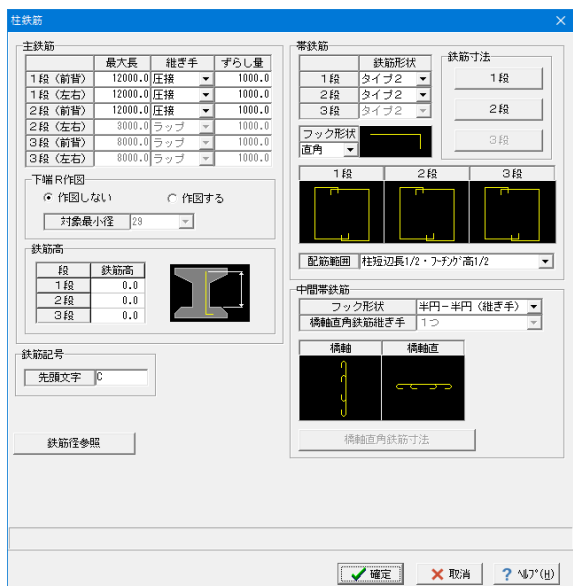 柱鉄筋
主鉄筋
最大長 継ぎ手 ずらし量
1段（前背） 12000.0 圧接 1000.0
1段（左右） 12000.0 圧接 1000.0
2段（前背） 12000.0 圧接 1000.0
2段（左右） 3000.0 ラップ 1000.0
3段（前背） 8000.0 ラップ 1000.0
3段（左右） 8000.0 ラップ 1000.0
下端R作図
作図しない 作図する
対象最小径 29
鉄筋高
段 鉄筋高
1段 0.0
2段 0.0
3段 0.0
鉄筋記号
先頭文字 C
鉄筋径参照
帯鉄筋
鉄筋形状
1段 タイプ2
2段 タイプ2
3段 タイプ2
鉄筋寸法
1段
2段
3段
フック形状
直角
1段 2段 3段
配筋範囲 柱短辺長1/2・フーチング高1/2
中間帯鉄筋
フック形状 半円－半円（継ぎ手）
橋軸直角鉄筋継ぎ手 1つ
橋軸 橋軸直
橋軸直角鉄筋寸法
確定 取消 ? ヘルプ(H)